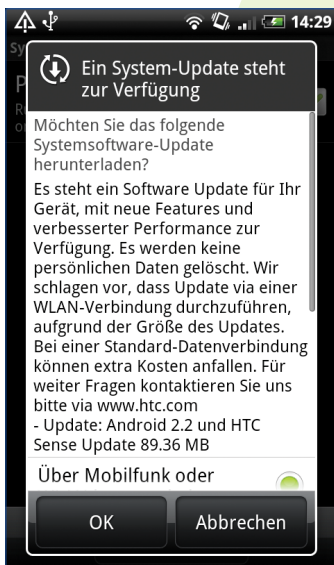 14:29
Ein System-Update steht
zur Verfügung
Möchten Sie das folgende
Systemsoftware-Update
herunterladen?
Es steht ein Software Update für Ihr
Gerät, mit neue Features und
verbesserter Performance zur
Verfügung. Es werden keine
persönlichen Daten gelöscht. Wir
schlagen vor, dass Update via einer
WLAN-Verbindung durchzuführen,
aufgrund der Größe des Updates.
Bei einer Standard-Datenverbindung
können extra Kosten anfallen. Für
weiter Fragen kontaktieren Sie uns
bitte via www.htc.com
- Update: Android 2.2 und HTC
Sense Update 89.36 MB
Über Mobilfunk oder
OK
Abbrechen